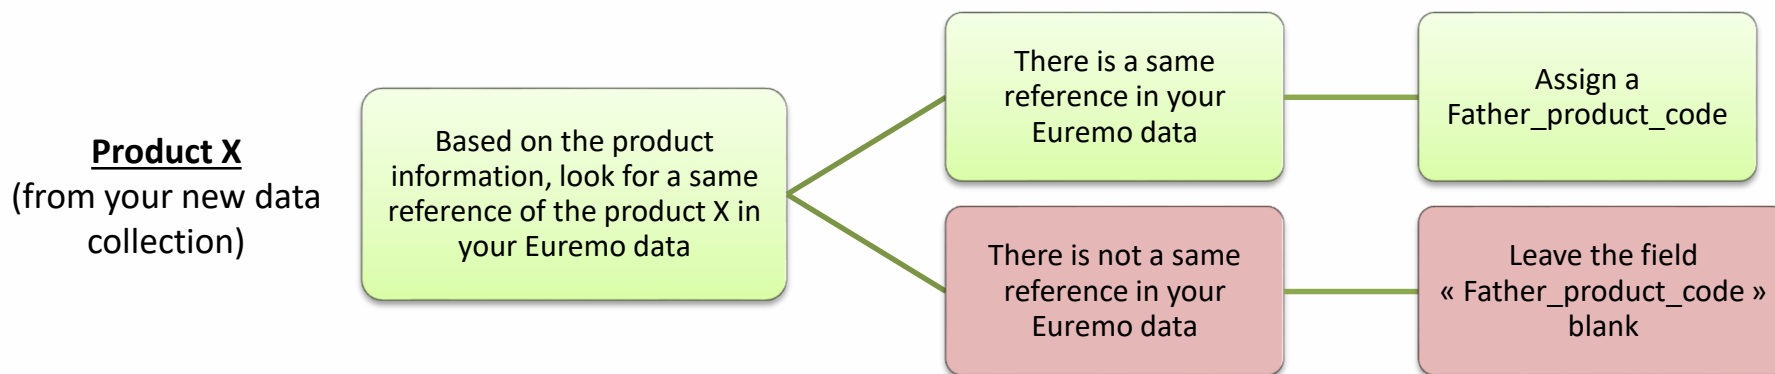 Product X
(from your new data
collection)
Based on the product
information, look for a same
reference of the product X in
your Euremo data
There is a same
reference in your
Euremo data
Assign a
Father_product_code
There is not a same
reference in your
Euremo data
Leave the field
« Father_product_code »
blank